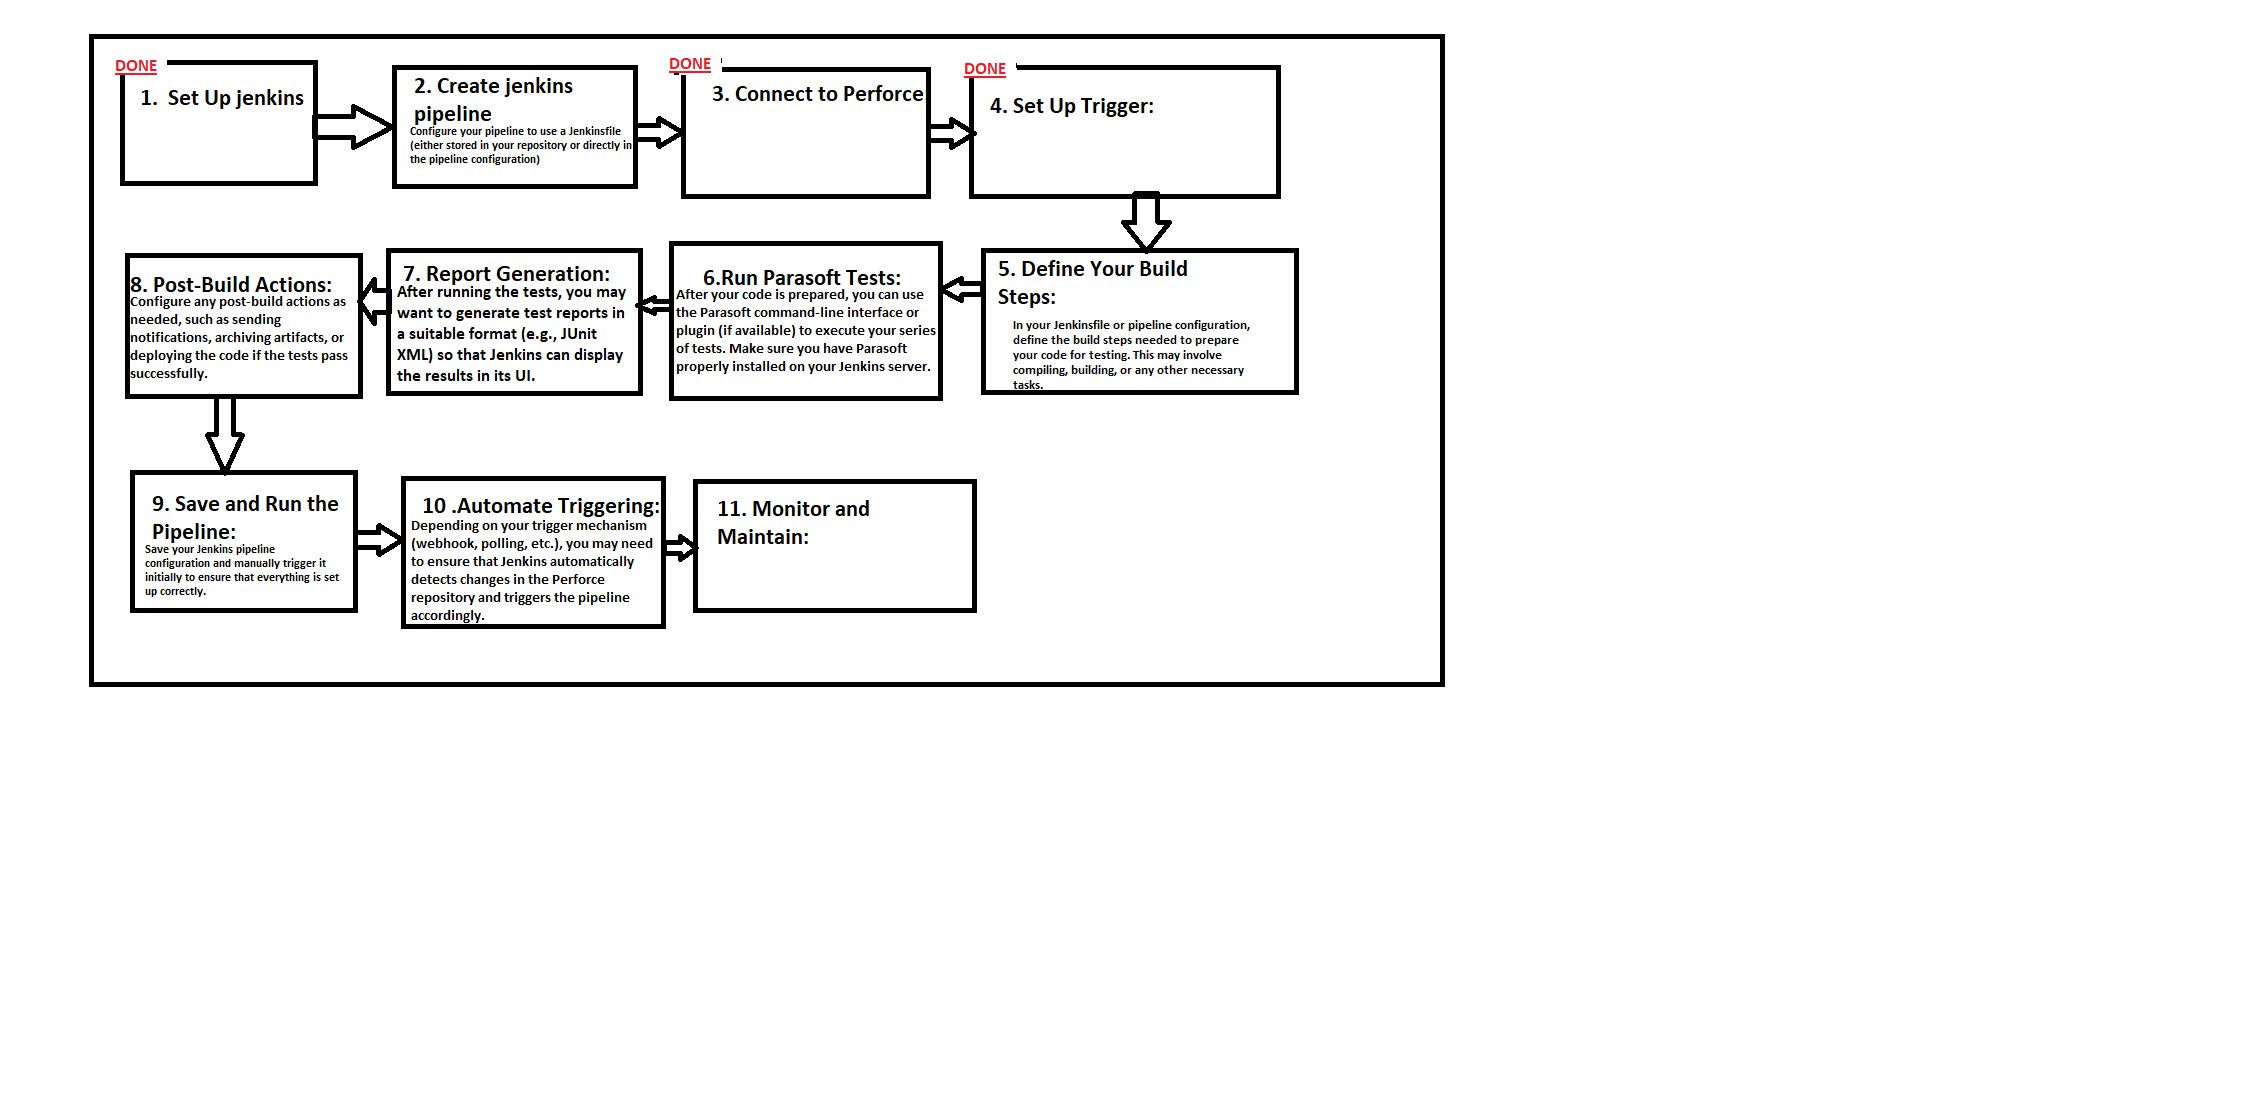 DONE
1.  Set Up jenkins
2. Create jenkins
pipeline
Configure your pipeline to use a Jenkinsfile
(either stored in your repository or directly in
the pipeline configuration)
DONE
3. Connect to Perforce
DONE
4. Set Up Trigger:
5. Define Your Build
Steps:
In your Jenkinsfile or pipeline configuration,
define the build steps needed to prepare
your code for testing. This may involve
compiling, building, or any other necessary
tasks.
6.Run Parasoft Tests:
After your code is prepared, you can use
the Parasoft command-line interface or
plugin (if available) to execute your series
of tests. Make sure you have Parasoft
properly installed on your Jenkins server.
7. Report Generation:
After running the tests, you may
want to generate test reports in
a suitable format (e.g., JUnit
XML) so that Jenkins can display
the results in its UI.
8. Post-Build Actions:
Configure any post-build actions as
needed, such as sending
notifications, archiving artifacts, or
deploying the code if the tests pass
successfully.
9. Save and Run the
Pipeline:
Save your Jenkins pipeline
configuration and manually trigger it
initially to ensure that everything is set
up correctly.
10 .Automate Triggering:
Depending on your trigger mechanism
(webhook, polling, etc.), you may need
to ensure that Jenkins automatically
detects changes in the Perforce
repository and triggers the pipeline
accordingly.
11. Monitor and
Maintain: